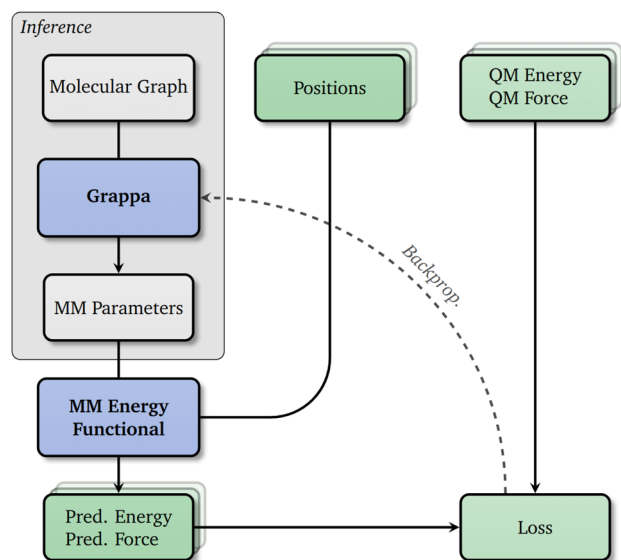 Inference
Molecular Graph
Positions
QM Energy
QM Force
Grappa
Backprop.
MM Parameters
MM Energy
Functional
Pred. Energy
Pred. Force
Loss